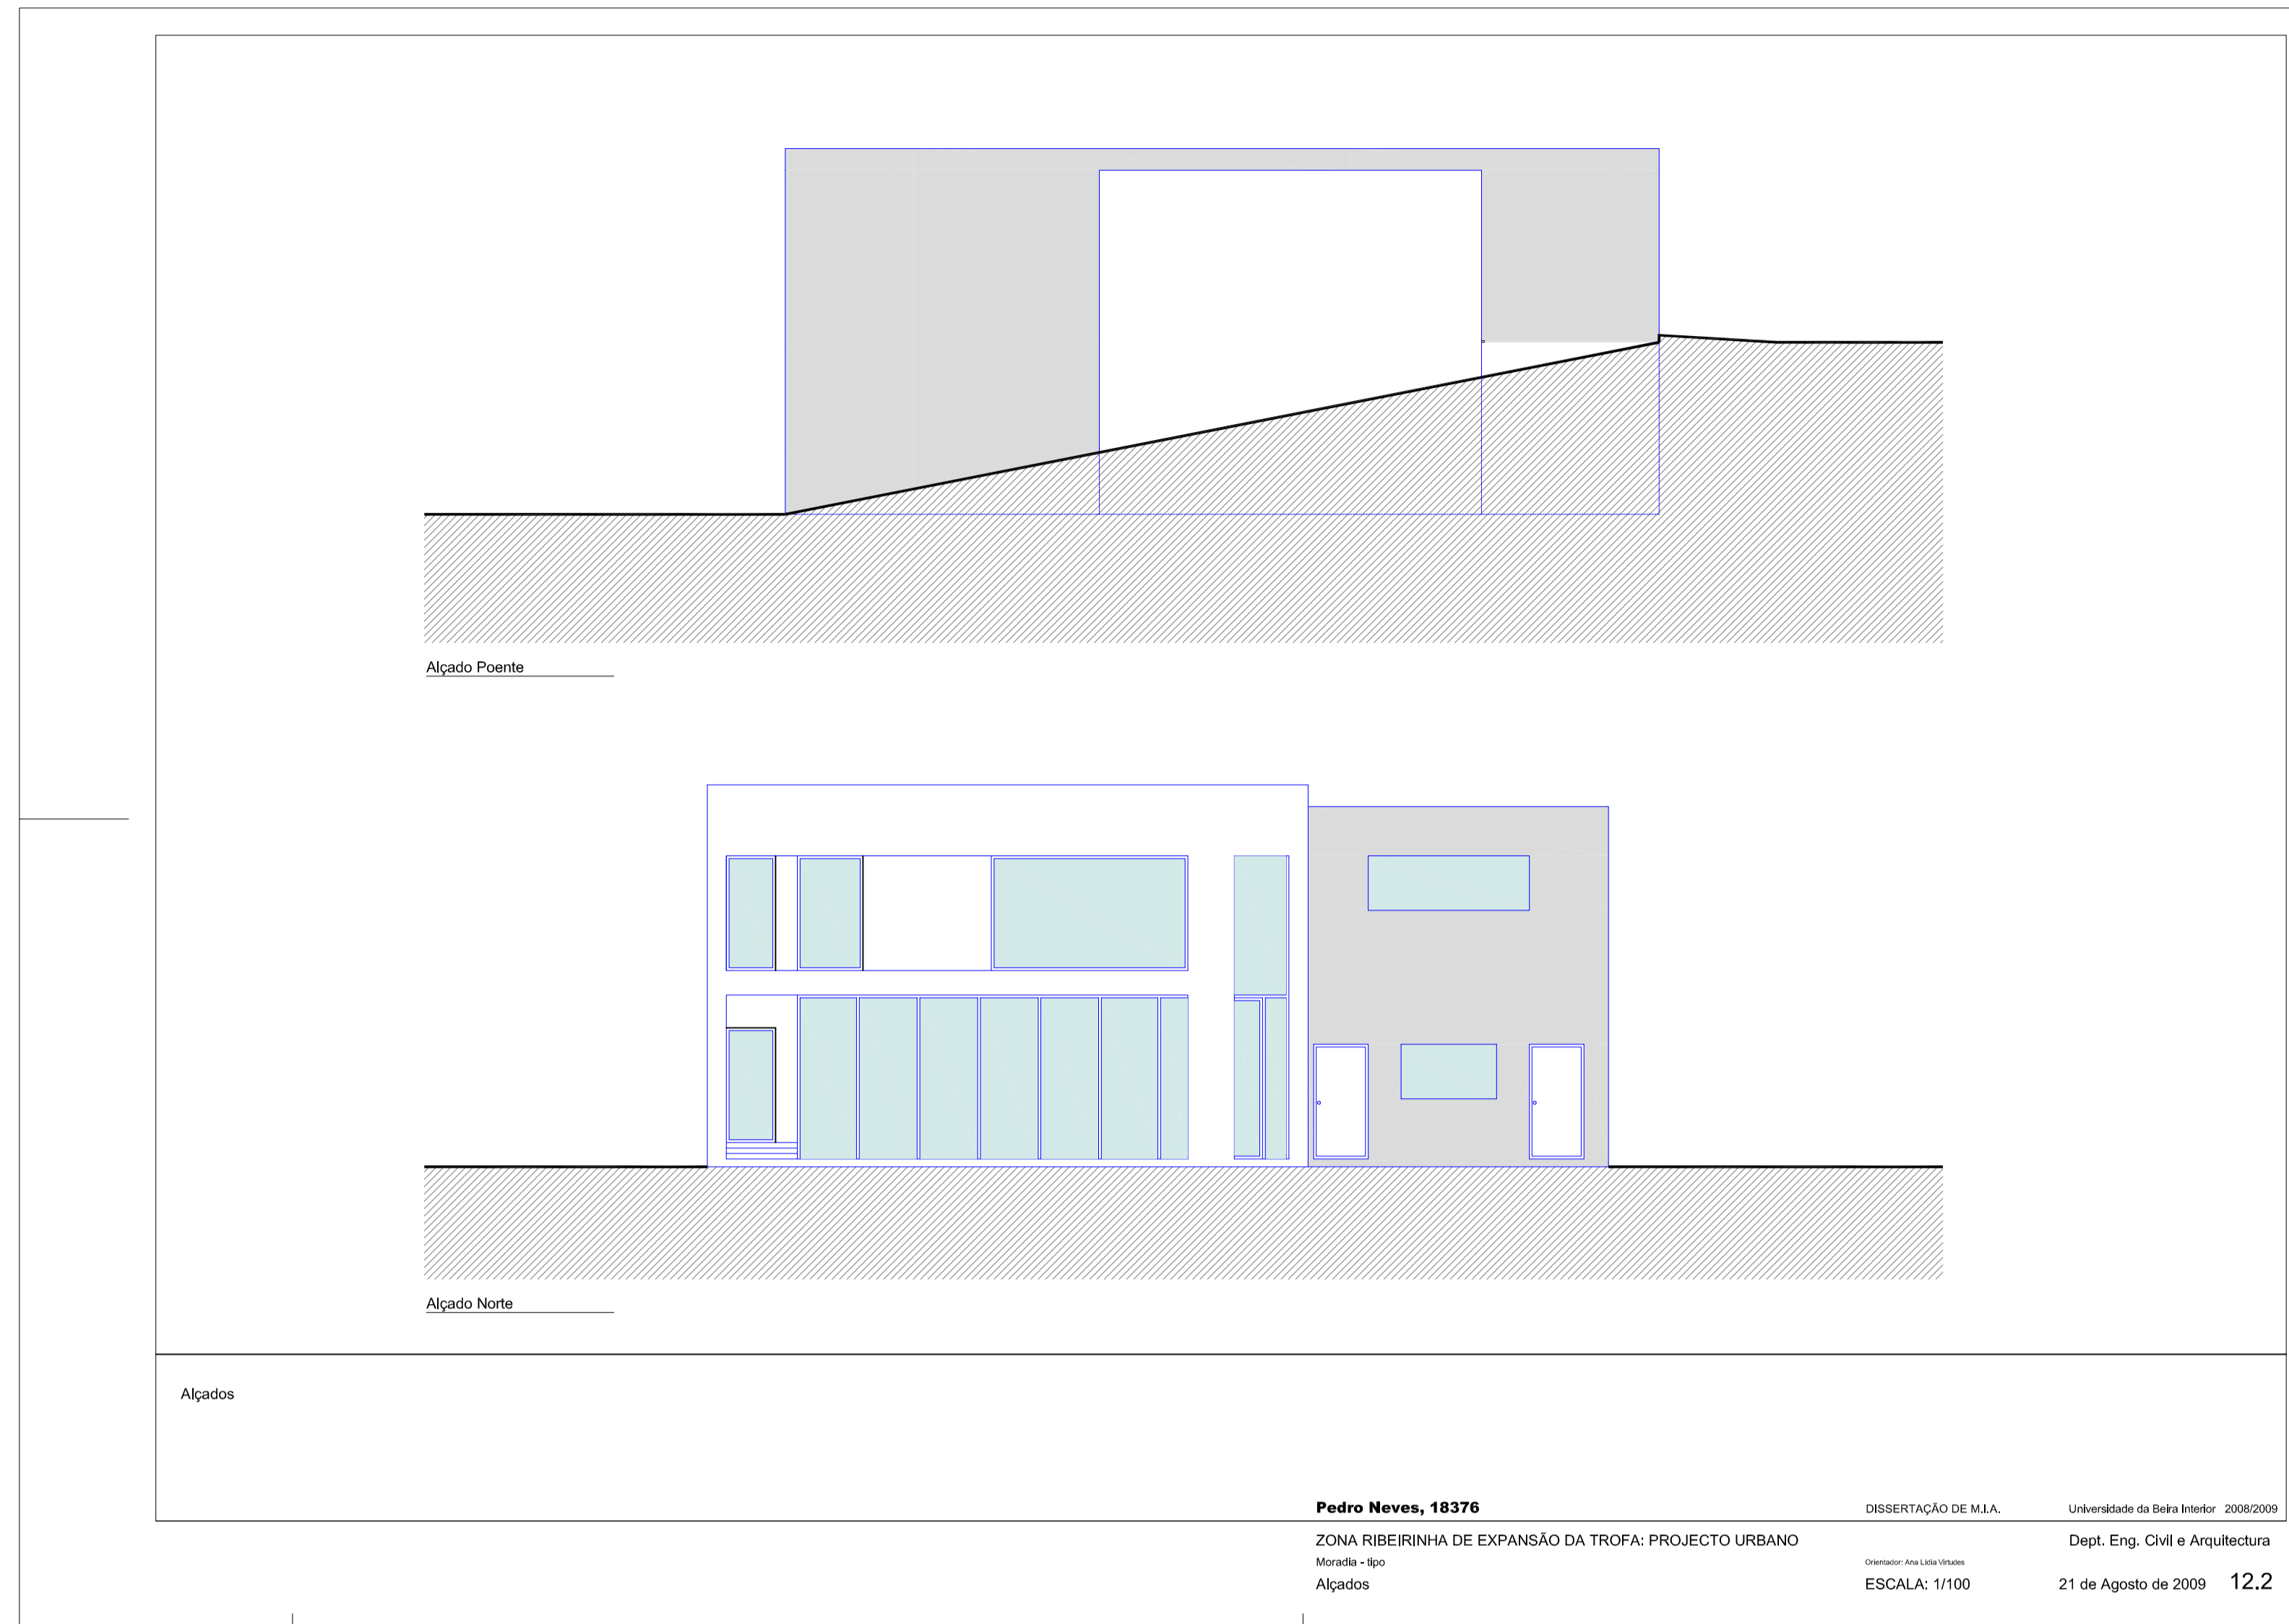 Alçado Poente
Alçado Norte
Alçados
Pedro Neves, 18376
DISSERTAÇÃO DE M.I.A.
Universidade da Beira Interior 2008/2009
ZONA RIBEIRINHA DE EXPANSÃO DA TROFA: PROJECTO URBANO
Dept. Eng. Civil e Arquitectura
Moradia - tipo
Orientador: Ana Lidia Virtudes
Alçados
ESCALA: 1/100
21 de Agosto de 2009
12.2